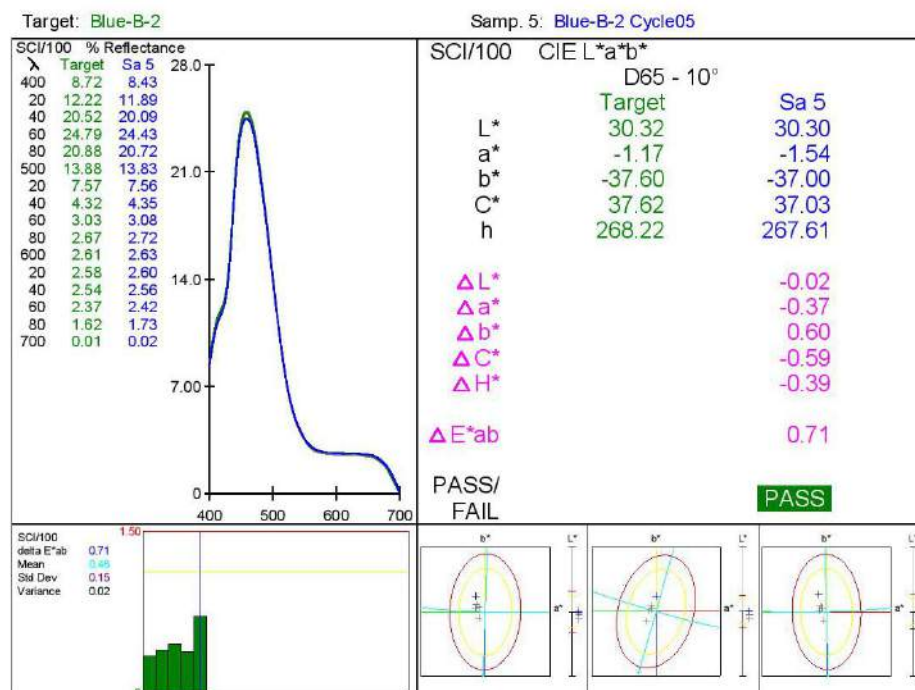 Target: Blue-B-2
Samp. 5: Blue-B-2 Cycle05
SCI/100 % Reflectance
λ Target Sa 5
400 8.72 8.43
20 12.22 11.89
40 20.52 20.09
60 24.79 24.43
80 20.88 20.72
500 13.88 13.83
20 7.57 7.56
40 4.32 4.35
60 3.03 3.08
80 2.67 2.72
600 2.61 2.63
20 2.58 2.60
40 2.54 2.56
60 2.37 2.42
80 1.62 1.73
700 0.01 0.02
28.0
21.0
14.0
7.00
0
400 500 600 700
SCI/100 CIE L*a*b*
D65 - 10°
Target Sa 5
L* 30.32 30.30
a* -1.17 -1.54
b* -37.60 -37.00
C* 37.62 37.03
h 268.22 267.61
Δ L* -0.02
Δ a* -0.37
Δ b* 0.60
Δ C* -0.59
Δ H* -0.39
Δ E*ab 0.71
PASS/
FAIL
PASS
SCI/100
delta E*ab 0.71
Mean 0.46
Std Dev 0.15
Variance 0.02
1.50
b* L* b* L* b* L*
a* a* a*